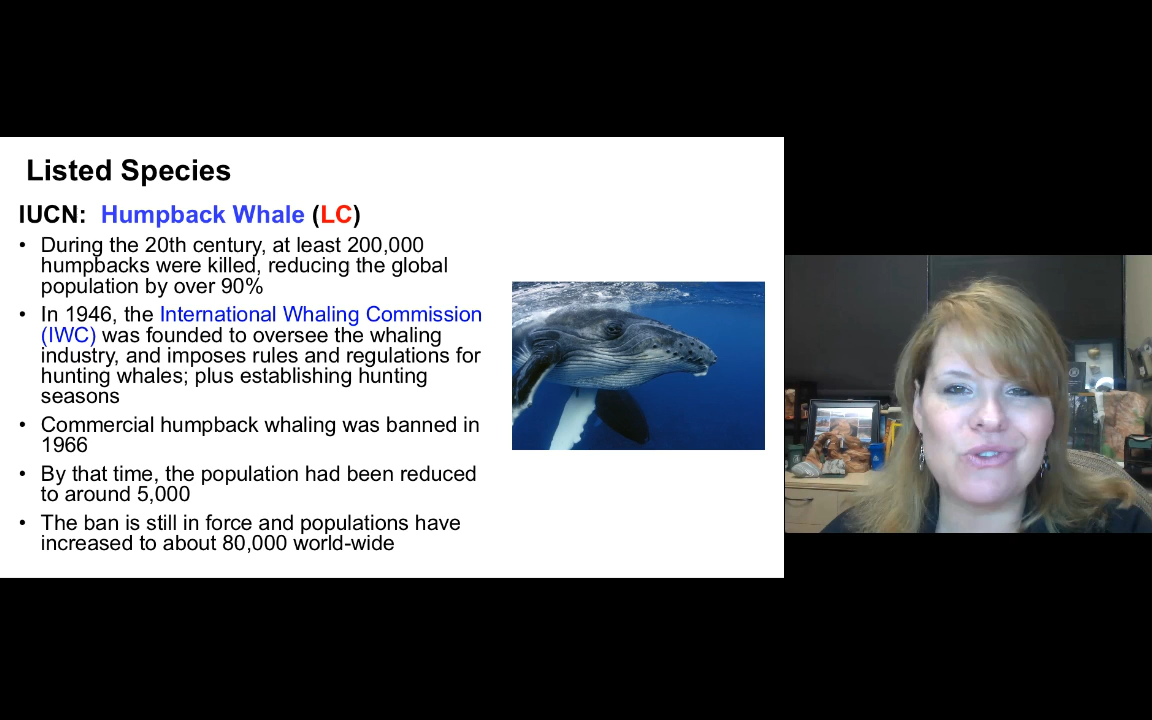 Listed Species
IUCN:  Humpback Whale (LC)
• During the 20th century, at least 200,000
humpbacks were killed, reducing the global
population by over 90%
• In 1946, the International Whaling Commission
(IWC) was founded to oversee the whaling
industry, and imposes rules and regulations for
hunting whales; plus establishing hunting
seasons
• Commercial humpback whaling was banned in
1966
• By that time, the population had been reduced
to around 5,000
• The ban is still in force and populations have
increased to about 80,000 world-wide